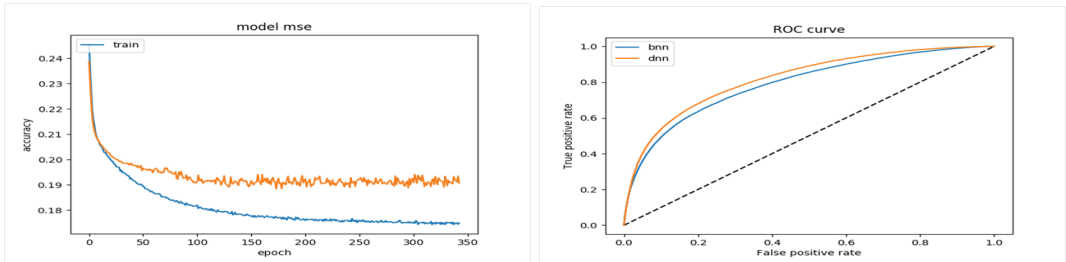 model mse
train
accuracy
0.24
0.23
0.22
0.21
0.20
0.19
0.18
0 50 100 150 200 250 300 350
epoch
ROC curve
bnn
dnn
True positive rate
1.0
0.8
0.6
0.4
0.2
0.0
0.0 0.2 0.4 0.6 0.8 1.0
False positive rate